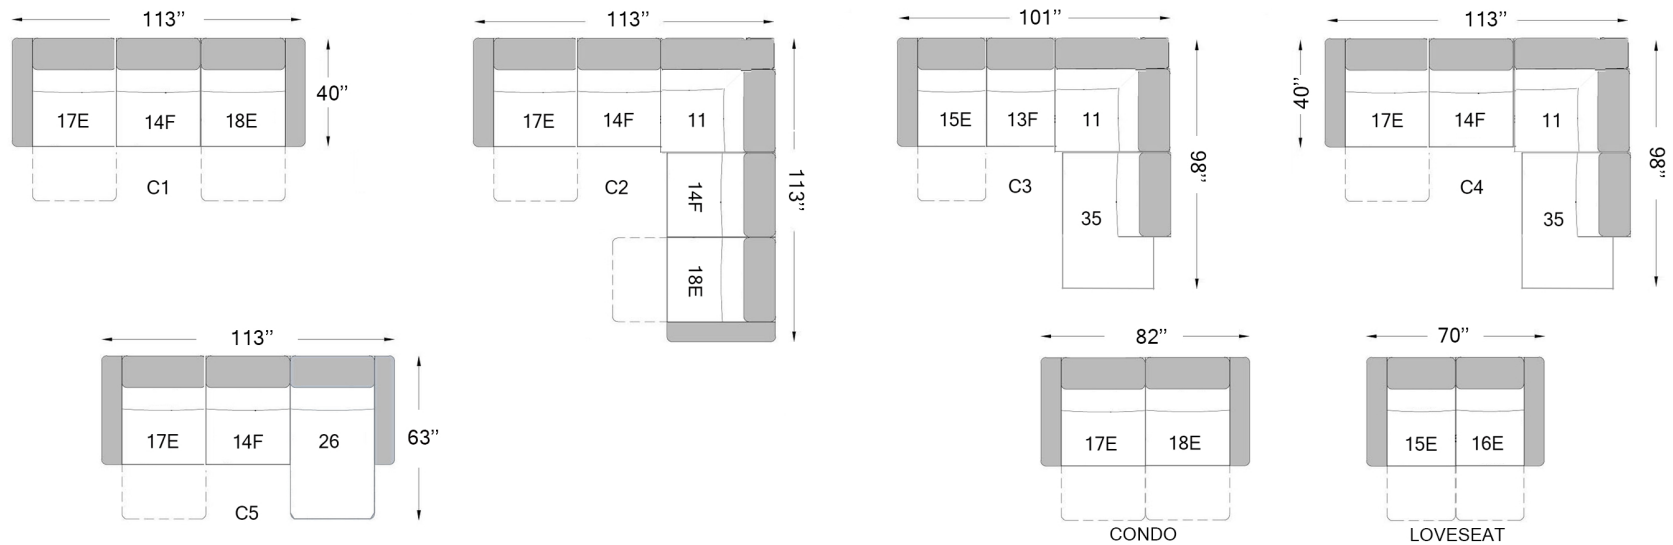 113’’
17E 14F 18E
40’’
C1
113’’
17E 14F 11
14F
18E
113’’
C2
101’’
15E 13F 11
35
98’’
C3
113’’
40’’
17E 14F 11
35
98’’
C4
113’’
17E 14F 26
63’’
C5
82’’
17E 18E
CONDO
70’’
15E 16E
LOVESEAT